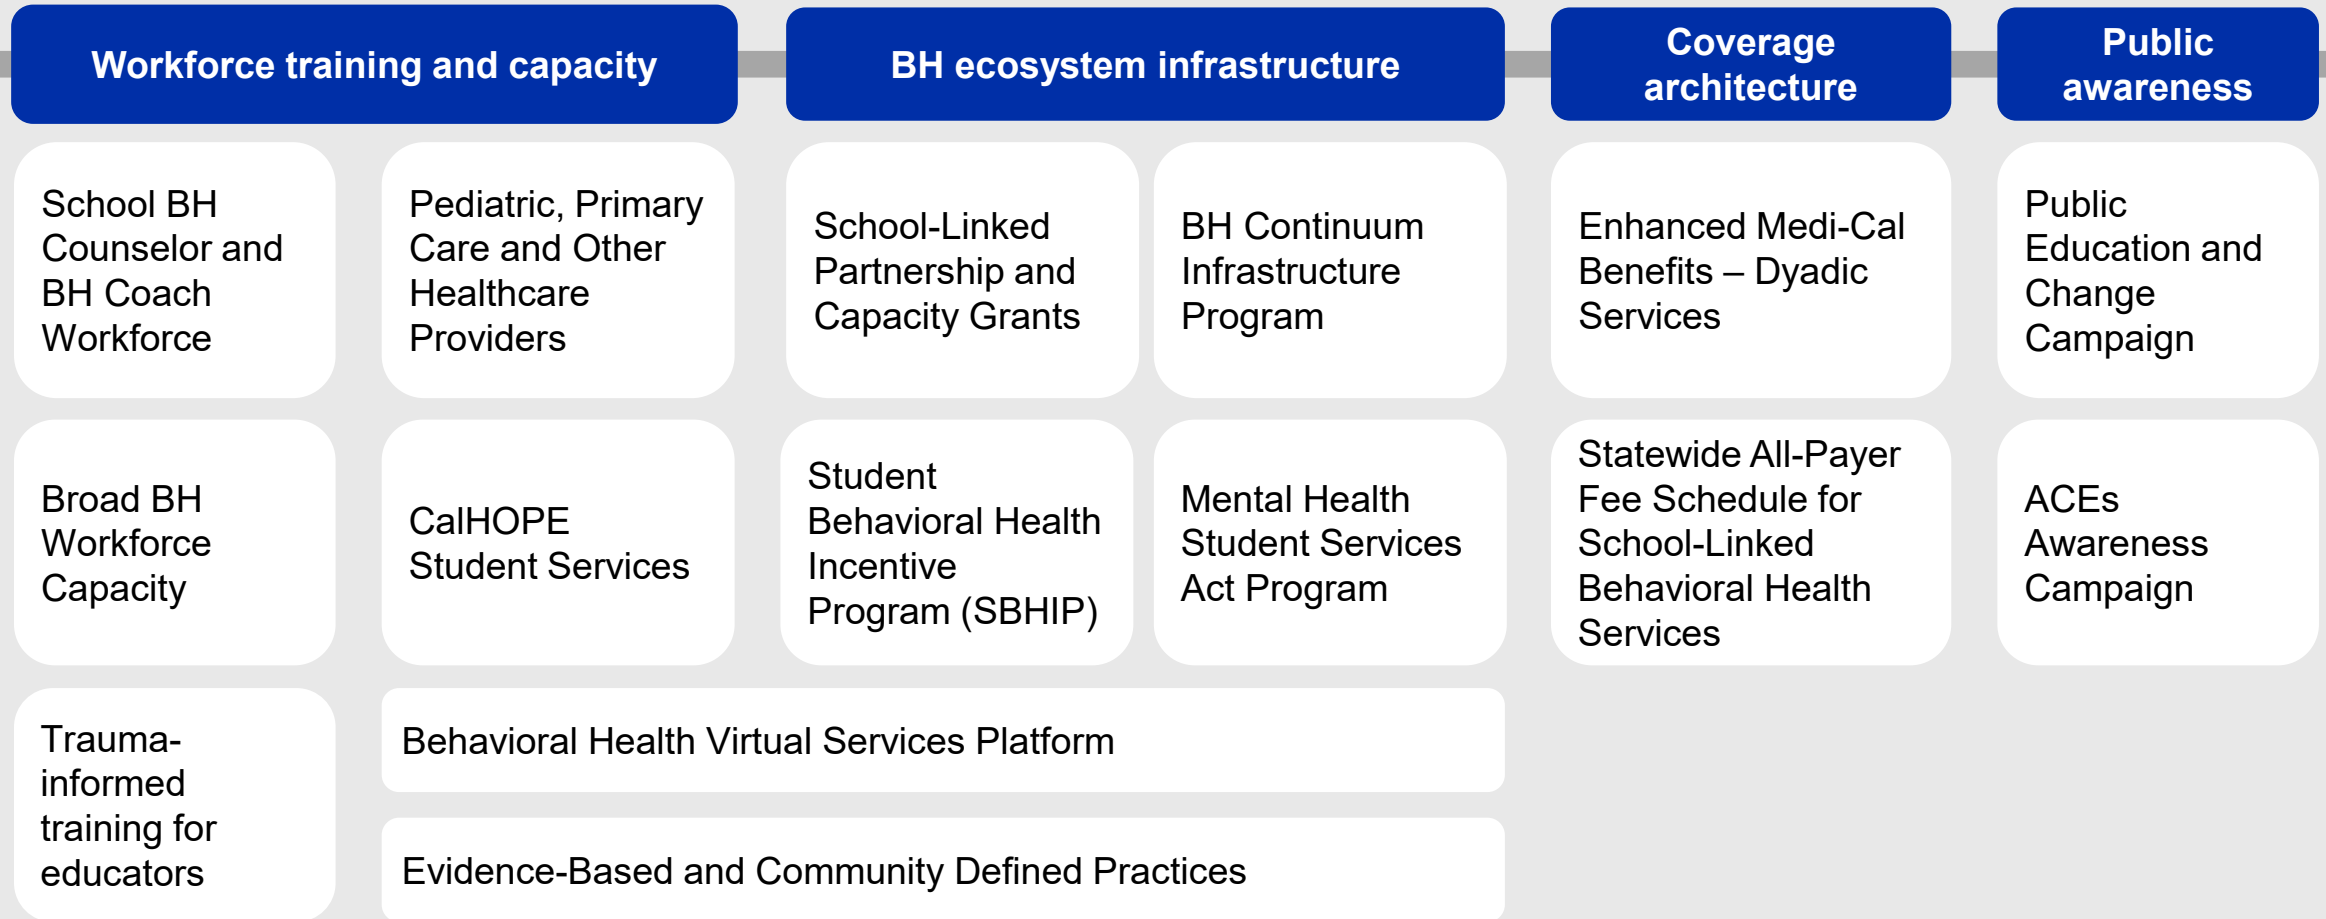 Workforce training and capacity
BH ecosystem infrastructure
Coverage
architecture
Public
awareness
School BH
Counselor and
BH Coach
Workforce
Pediatric, Primary
Care and Other
Healthcare
Providers
School-Linked
Partnership and
Capacity Grants
BH Continuum
Infrastructure
Program
Enhanced Medi-Cal
Benefits – Dyadic
Services
Public
Education and
Change
Campaign
Broad BH
Workforce
Capacity
CalHOPE
Student Services
Student
Behavioral Health
Incentive
Program (SBHIP)
Mental Health
Student Services
Act Program
Statewide All-Payer
Fee Schedule for
School-Linked
Behavioral Health
Services
ACEs
Awareness
Campaign
Trauma-
informed
training for
educators
Behavioral Health Virtual Services Platform
Evidence-Based and Community Defined Practices